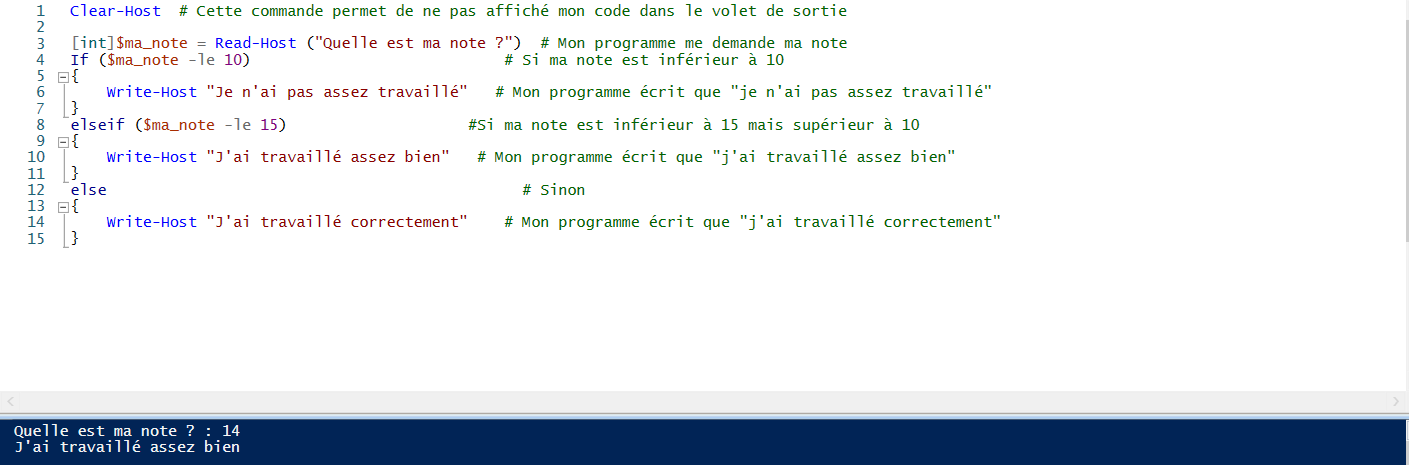 1 Clear-Host # Cette commande permet de ne pas affiché mon code dans le volet de sortie
2
3 [int]$ma_note = Read-Host ("Quelle est ma note ?") # Mon programme me demande ma note
4 If ($ma_note -le 10) # Si ma note est inférieur à 10
5 {
6 Write-Host "Je n'ai pas assez travaillé" # Mon programme écrit que "je n'ai pas assez travaillé"
7 }
8 elseif ($ma_note -le 15) #Si ma note est inférieur à 15 mais supérieur à 10
9 {
10 Write-Host "J'ai travaillé assez bien" # Mon programme écrit que "j'ai travaillé assez bien"
11 }
12 else # Sinon
13 {
14 Write-Host "J'ai travaillé correctement" # Mon programme écrit que "j'ai travaillé correctement"
15 }
Quelle est ma note ? : 14
J'ai travaillé assez bien